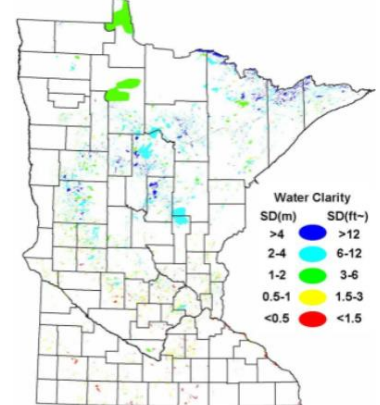 Water Clarity
SD(m) SD(ft~)
>4 >12
2-4 6-12
1-2 3-6
0.5-1 1.5-3
<0.5 <1.5